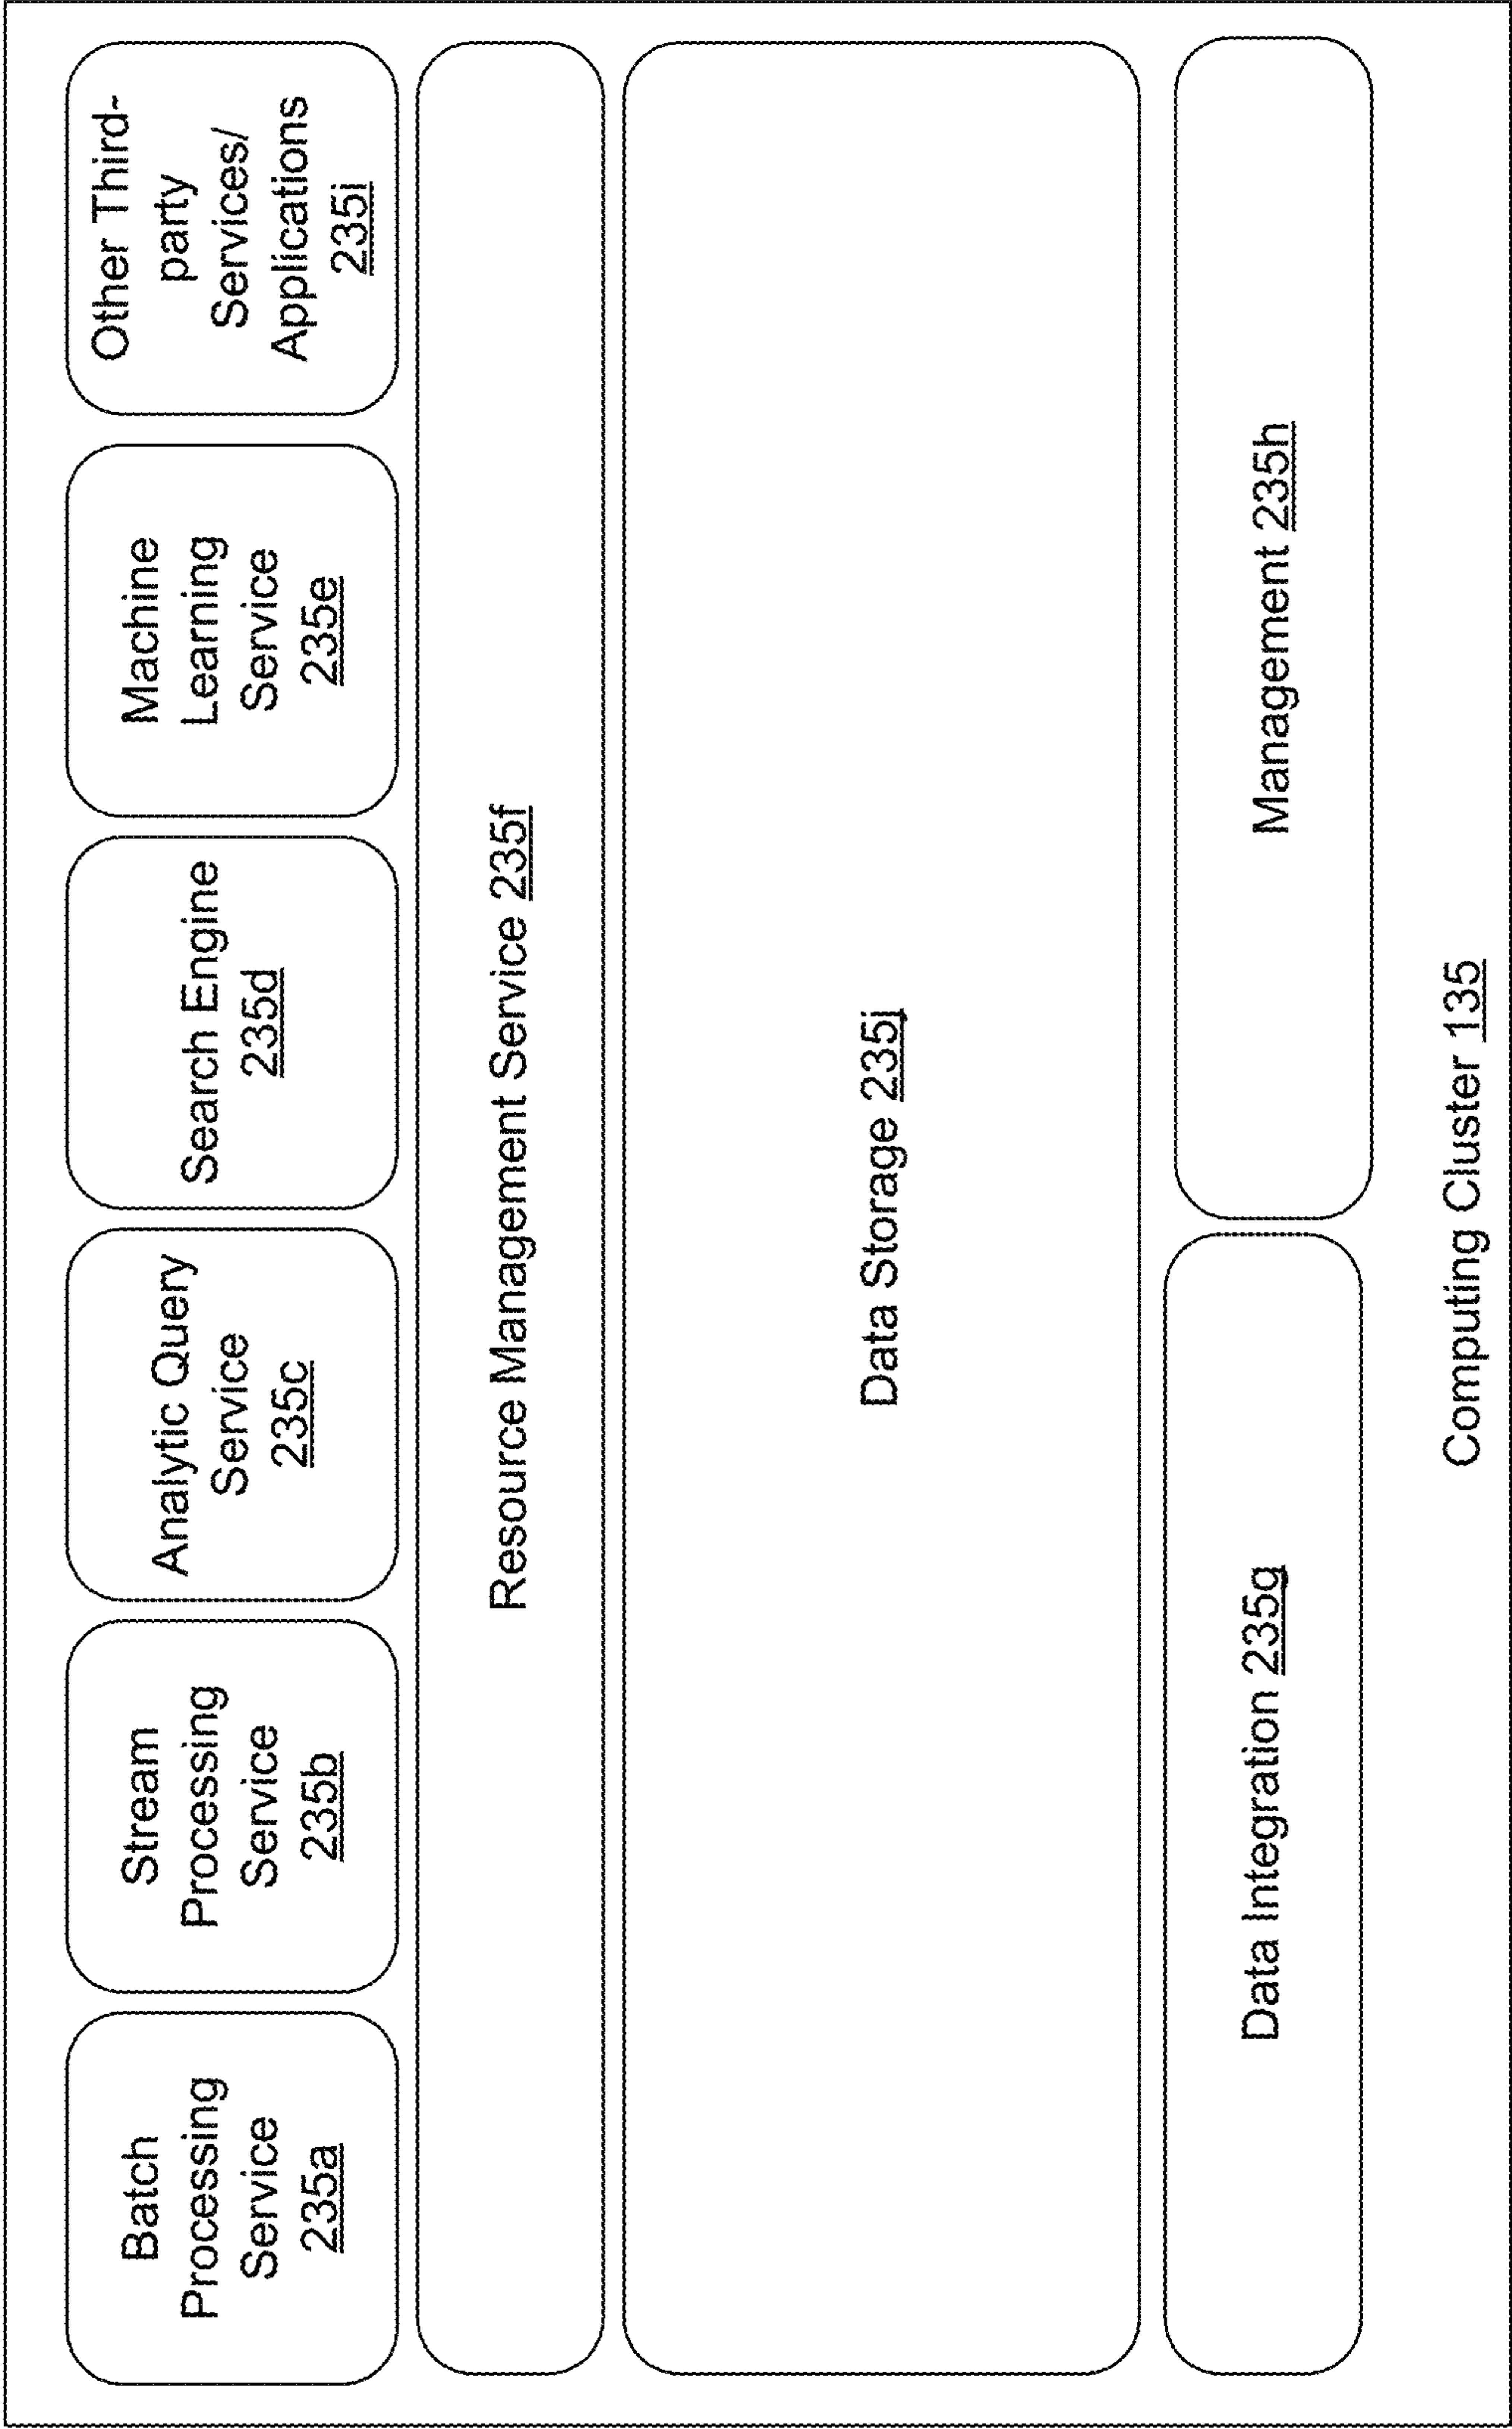 Batch
Processing
Service
235a
Stream
Processing
Service
235b
Analytic Query
Service
235c
Search Engine
235d
Machine
Learning
Service
235e
Other Third-
party
Services/
Applications
235i
Resource Management Service 235f
Data Storage 235j
Data Integration 235g
Management 235h
Computing Cluster 135